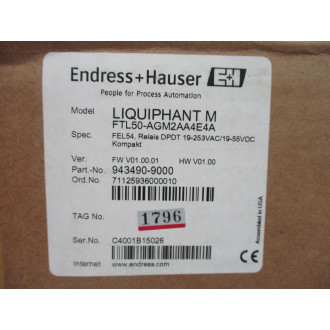 Endress+Hauser E+H
People for Process Automation
Model LIQUIPHANT M
FTL50-AGM2AA4E4A
Spec. FEL54, Relais DPDT 19-253VAC/19-55VDC
Kompakt
Ver. FW V01.00.01 HW V01.00
Part.-No. 943490-9000
Ord.No. 71125936000010
TAG No. 1796
Ser.No. C4001B15026
Internet www.endress.com
CE
Assembled in USA